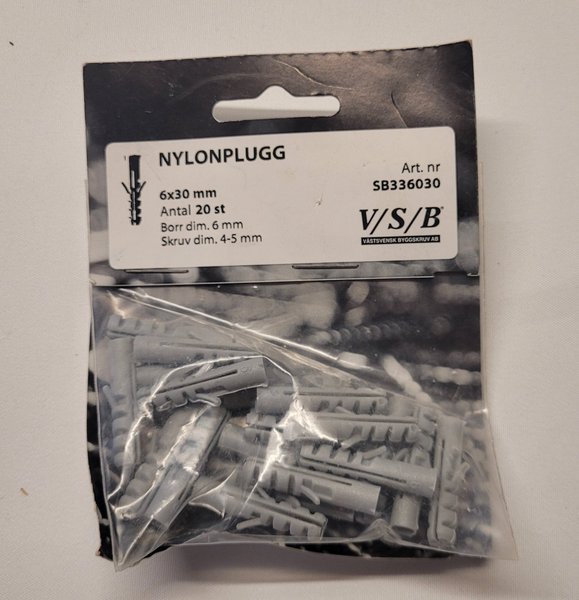 NYLONPLUGG
6x30 mm
Antal 20 st
Borr dim. 6 mm
Skruv dim. 4-5 mm
Art. nr
SB336030
V/S/B®
VÄSTSVENSK BYGGSKRUV AB